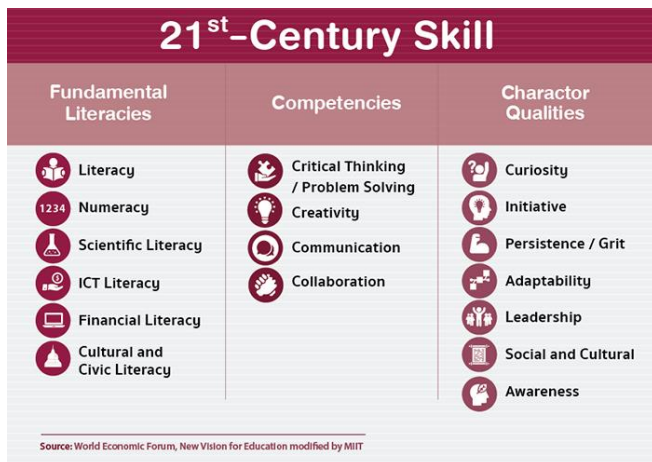 21st-Century Skill
Fundamental
Literacies
Literacy
1234
Numeracy
Scientific Literacy
ICT Literacy
Financial Literacy
Cultural and
Civic Literacy
Competencies
Critical Thinking
/ Problem Solving
Creativity
Communication
Collaboration
Charactor
Qualities
Curiosity
Initiative
Persistence / Grit
Adaptability
Leadership
Social and Cultural
Awareness
Source: World Economic Forum, New Vision for Education modified by MIIT